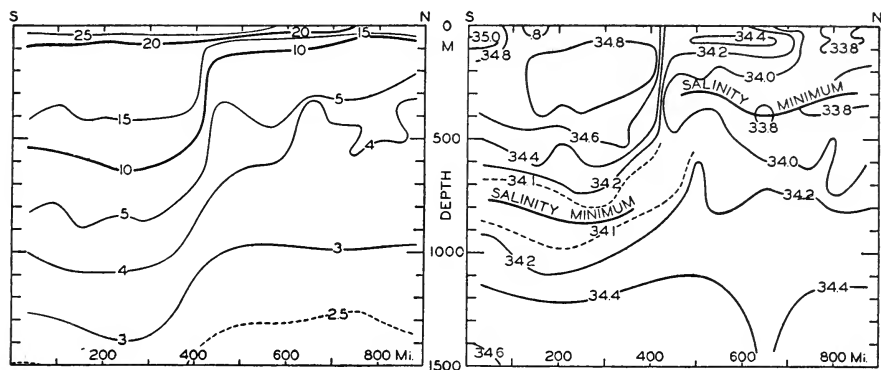 S N
25 20 20 15
10
15 5
4
10
5
4
3
2.5
3
200 400 600 800 Mi.
0
M
500
DEPTH
1000
1500
S N
35.0 .8 34.8 34.4 33.8
34.8 34.2
34.0
SALINITY MINIMUM
33.8 33.8
34.6
34.4 34.0
34.1 34.2 34.2
SALINITY MINIMUM
34.1
34.2
34.4 34.4
34.6 200 400 600 800 Mi.